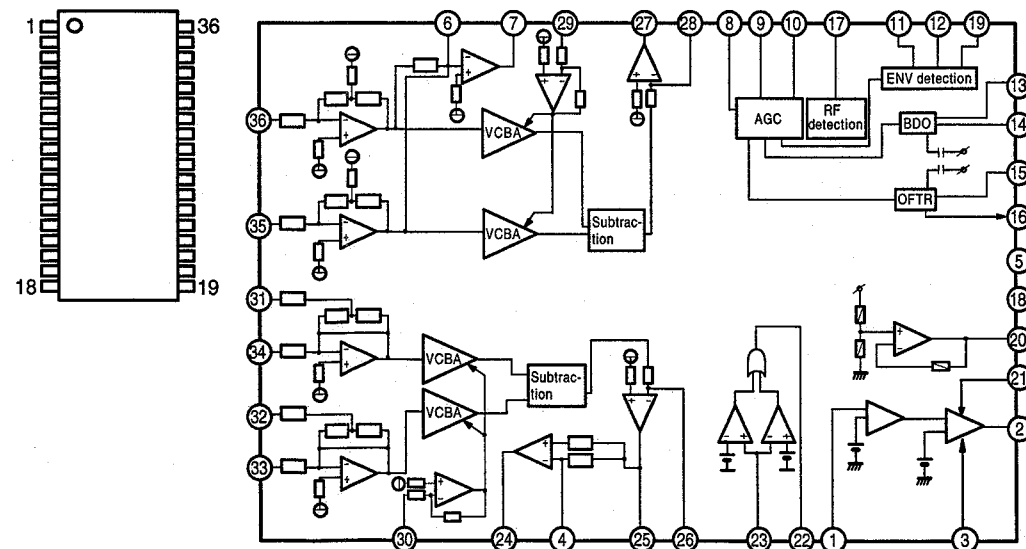 1 36
18 19
6 7 29 27 28 8 9 10 17 11 12 19
36
35
31
34
32
33
VCBA
VCBA
Subtrac-
tion
AGC
RF
detection
ENV detection
BDO
OFTR
13
14
15
16
5
18
20
21
2
VCBA
VCBA
Subtrac-
tion
30 24 4 25 26 23 22 1 3